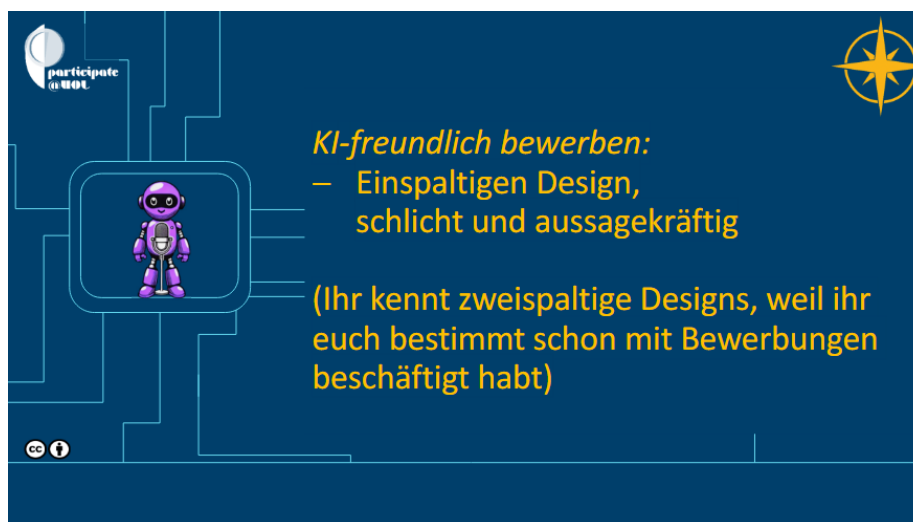 participate
@UOL
KI-freundlich bewerben:
– Einspaltigen Design,
schlicht und aussagekräftig
(Ihr kennt zweispaltige Designs, weil ihr
euch bestimmt schon mit Bewerbungen
beschäftigt habt)
cc